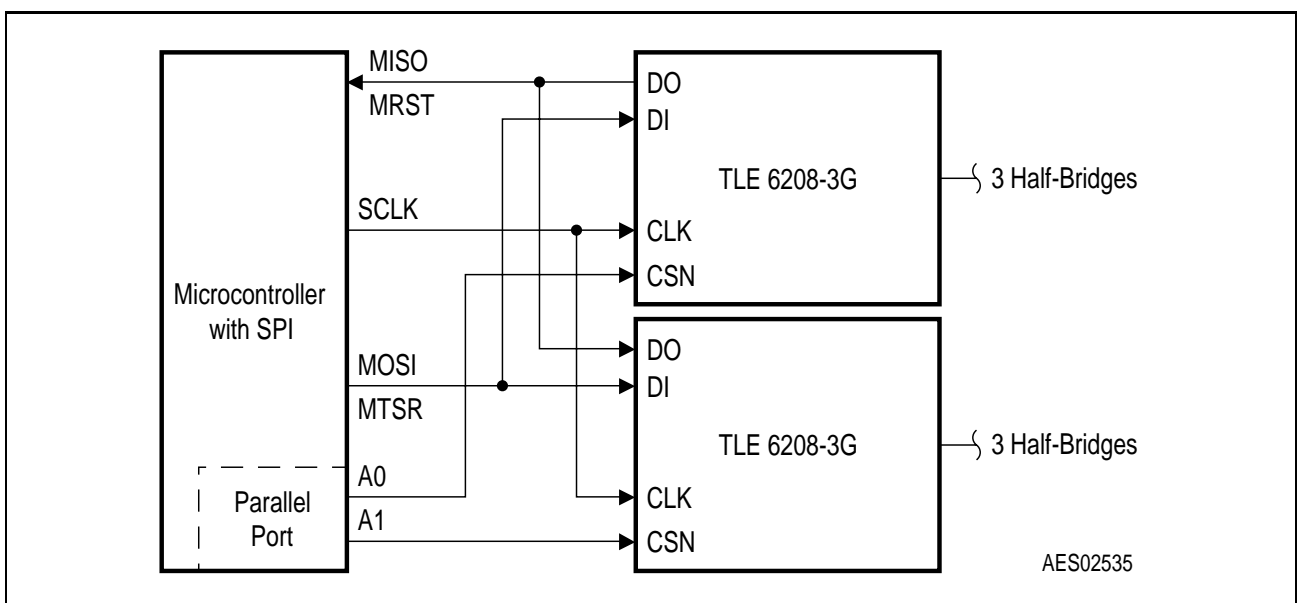 MISO
MRST
SCLK
Microcontroller
with SPI
MOSI
MTSR
A0
Parallel
Port
A1
DO
DI
TLE 6208-3G
CLK
CSN
3 Half-Bridges
DO
DI
TLE 6208-3G
CLK
CSN
3 Half-Bridges
AES02535